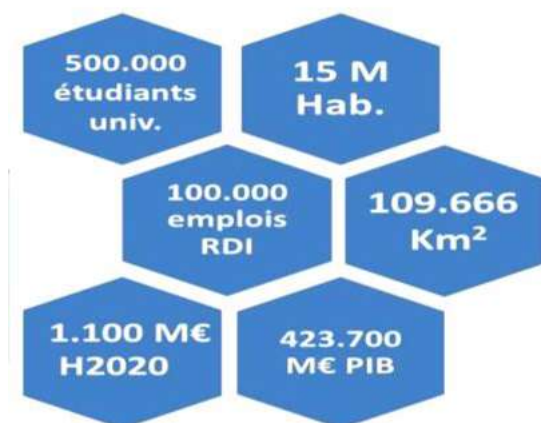 500.000
étudiants
univ.
15 M
Hab.
100.000
emplois
RDI
109.666
Km²
1.100 M€
H2020
423.700
M€ PIB